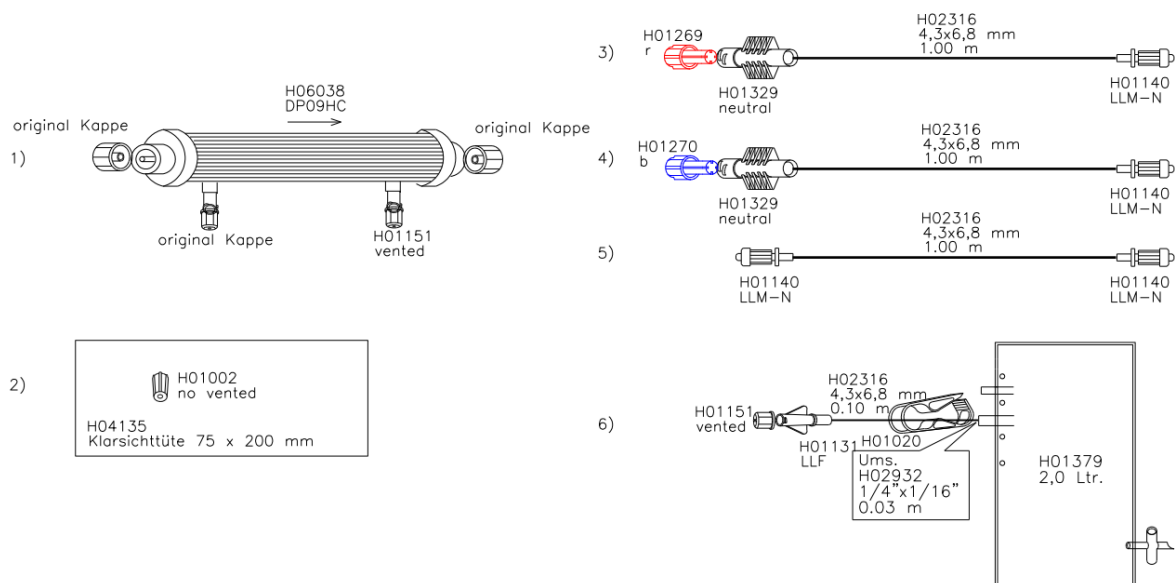 H06038
DP09HC
original Kappe
original Kappe
1)
original Kappe
H01151
vented
2)
H01002
no vented
H04135
Klarsichttüte 75 x 200 mm
3)
H01269
r
H01329
neutral
H02316
4,3x6,8 mm
1.00 m
H01140
LLM-N
4)
H01270
b
H01329
neutral
H02316
4,3x6,8 mm
1.00 m
H01140
LLM-N
5)
H01140
LLM-N
H02316
4,3x6,8 mm
1.00 m
H01140
LLM-N
6)
H01151
vented
H01131
LLF
H02316
4,3x6,8 mm
0.10 m
H01020
Ums.
H02932
1/4"x1/16"
0.03 m
H01379
2,0 Ltr.